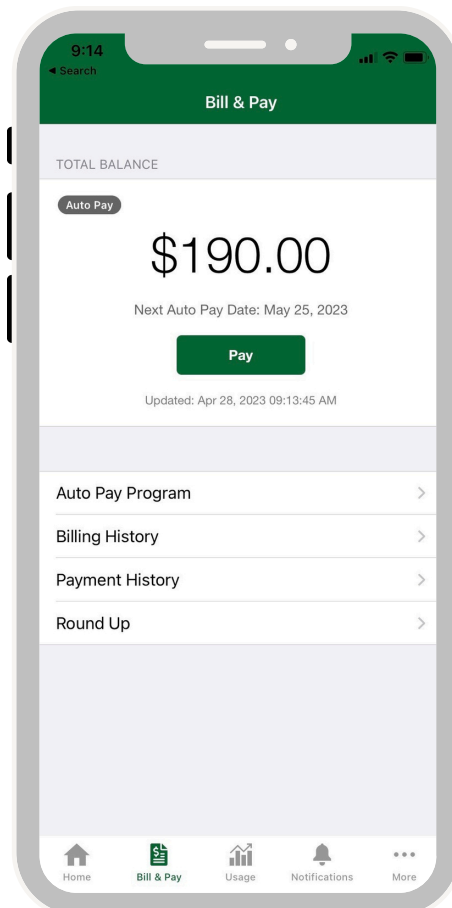 9:14
◀ Search
Bill & Pay
TOTAL BALANCE
Auto Pay
$190.00
Next Auto Pay Date: May 25, 2023
Pay
Updated: Apr 28, 2023 09:13:45 AM
Auto Pay Program
Billing History
Payment History
Round Up
Home Bill & Pay Usage Notifications More